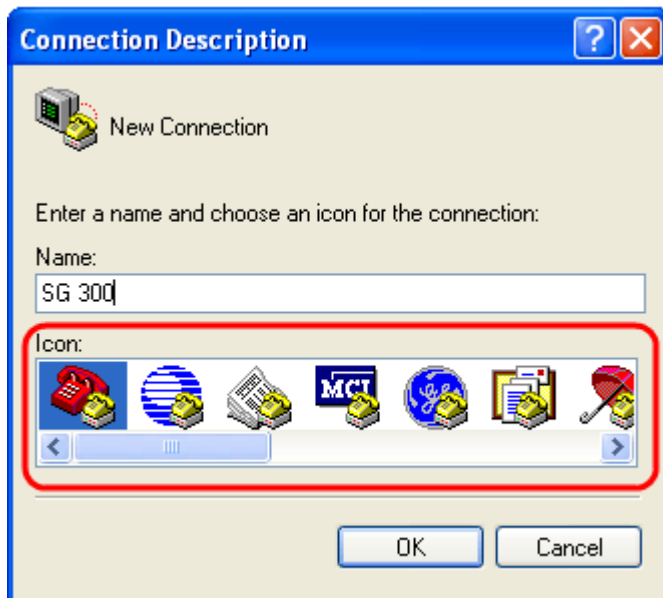 Connection Description
?
New Connection
Enter a name and choose an icon for the connection:
Name:
SG 300
Icon:
MCI
OK Cancel